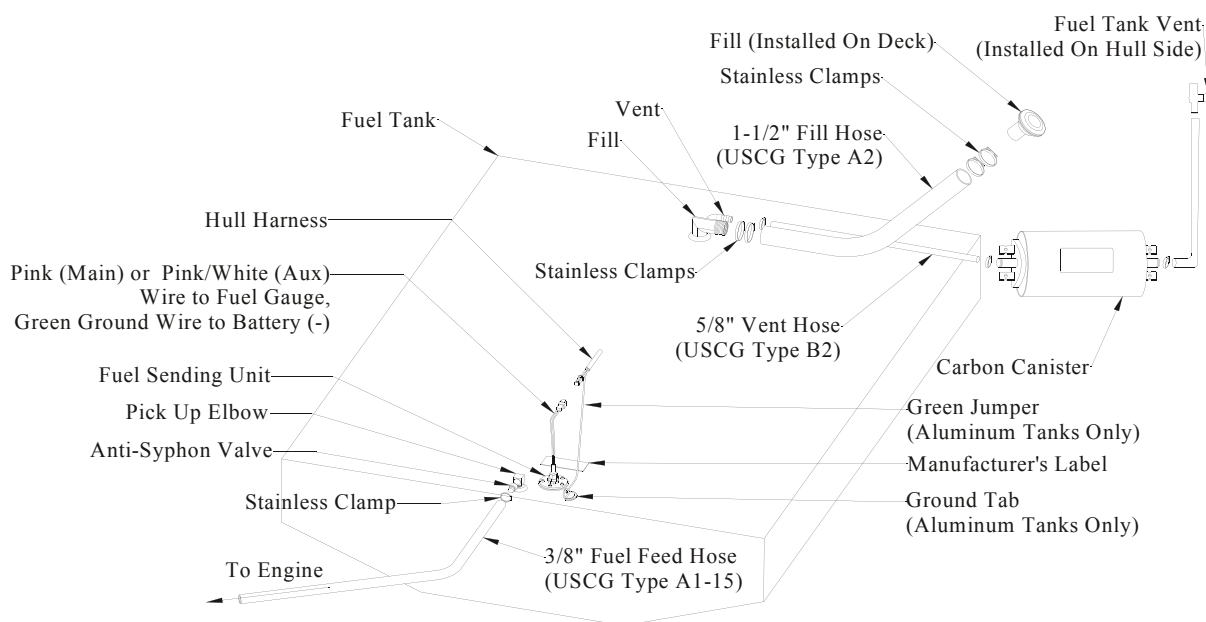 Fuel Tank Vent
(Installed On Hull Side)
Fill (Installed On Deck)
Stainless Clamps
Vent
Fill
1-1/2" Fill Hose
(USCG Type A2)
Fuel Tank
Hull Harness
Stainless Clamps
Pink (Main) or Pink/White (Aux)
Wire to Fuel Gauge,
Green Ground Wire to Battery (-)
5/8" Vent Hose
(USCG Type B2)
Carbon Canister
Fuel Sending Unit
Pick Up Elbow
Anti-Syphon Valve
Stainless Clamp
Green Jumper
(Aluminum Tanks Only)
Manufacturer's Label
Ground Tab
(Aluminum Tanks Only)
3/8" Fuel Feed Hose
(USCG Type A1-15)
To Engine